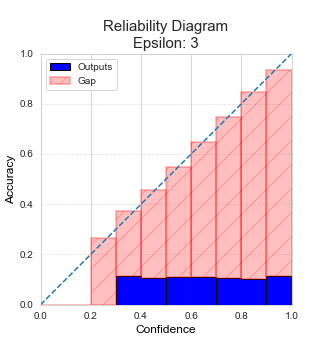 Reliability Diagram
Epsilon: 3
Outputs
Gap
Accuracy
1.0
0.8
0.6
0.4
0.2
0.0
0.0 0.2 0.4 0.6 0.8 1.0
Confidence